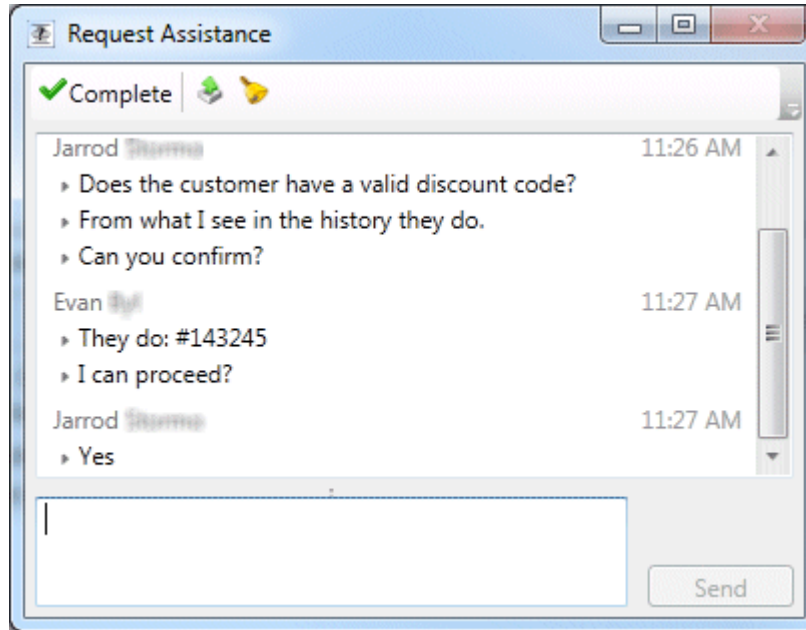 Request Assistance
Complete
Jarrod 11:26 AM
Does the customer have a valid discount code?
From what I see in the history they do.
Can you confirm?
Evan 11:27 AM
They do: #143245
I can proceed?
Jarrod 11:27 AM
Yes
Send